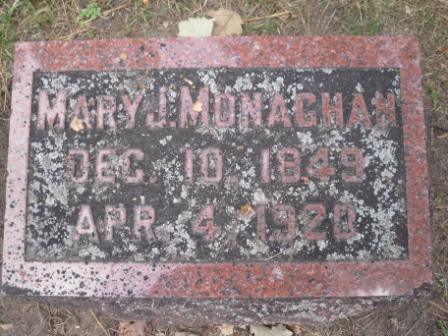 MARY J. MONAGHAN
DEC. 10, 1849
APR. 4, 1920